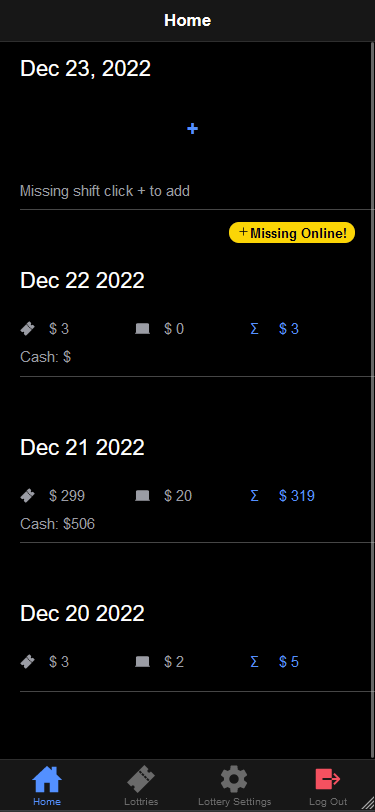 Home
Dec 23, 2022
+
Missing shift click + to add
+ Missing Online!
Dec 22 2022
$ 3 $ 0 Σ $ 3
Cash: $
Dec 21 2022
$ 299 $ 20 Σ $ 319
Cash: $506
Dec 20 2022
$ 3 $ 2 Σ $ 5
Home Lottries Lottery Settings Log Out